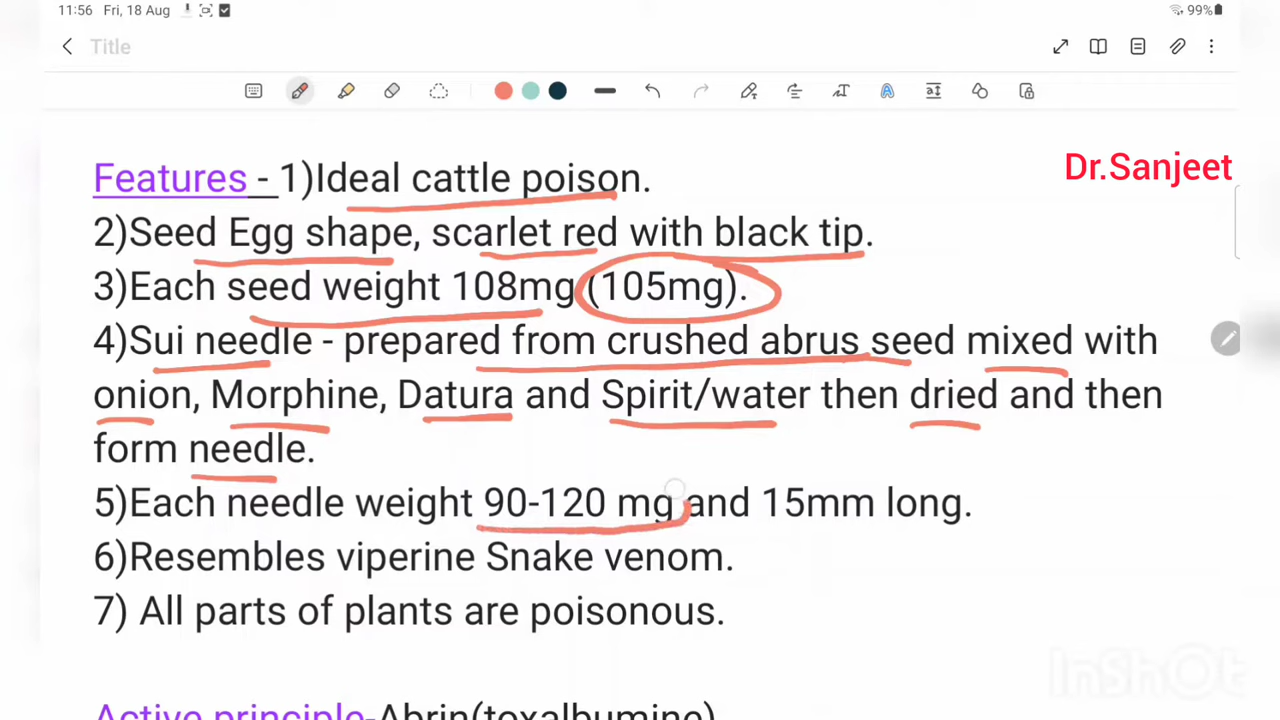 11:56 Fri, 18 Aug
99%
Title
Dr.Sanjeet
Features - 1)Ideal cattle poison.
2)Seed Egg shape, scarlet red with black tip.
3)Each seed weight 108mg (105mg).
4)Sui needle - prepared from crushed abrus seed mixed with
onion, Morphine, Datura and Spirit/water then dried and then
form needle.
5)Each needle weight 90-120 mg and 15mm long.
6)Resembles viperine Snake venom.
7) All parts of plants are poisonous.
Active principle-Abrin(toxalbumine)
InShOt